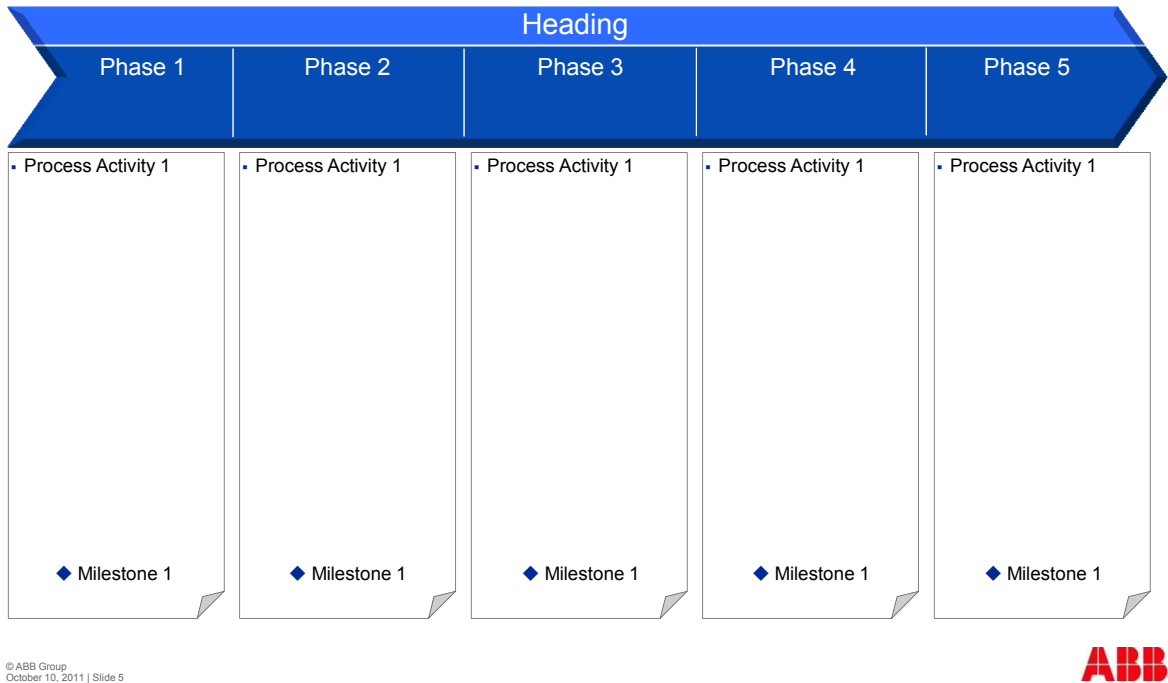 Heading
Phase 1
Phase 2
Phase 3
Phase 4
Phase 5
▪ Process Activity 1
▪ Process Activity 1
▪ Process Activity 1
▪ Process Activity 1
▪ Process Activity 1
◆ Milestone 1
◆ Milestone 1
◆ Milestone 1
◆ Milestone 1
◆ Milestone 1
© ABB Group
October 10, 2011 | Slide 5
ABB